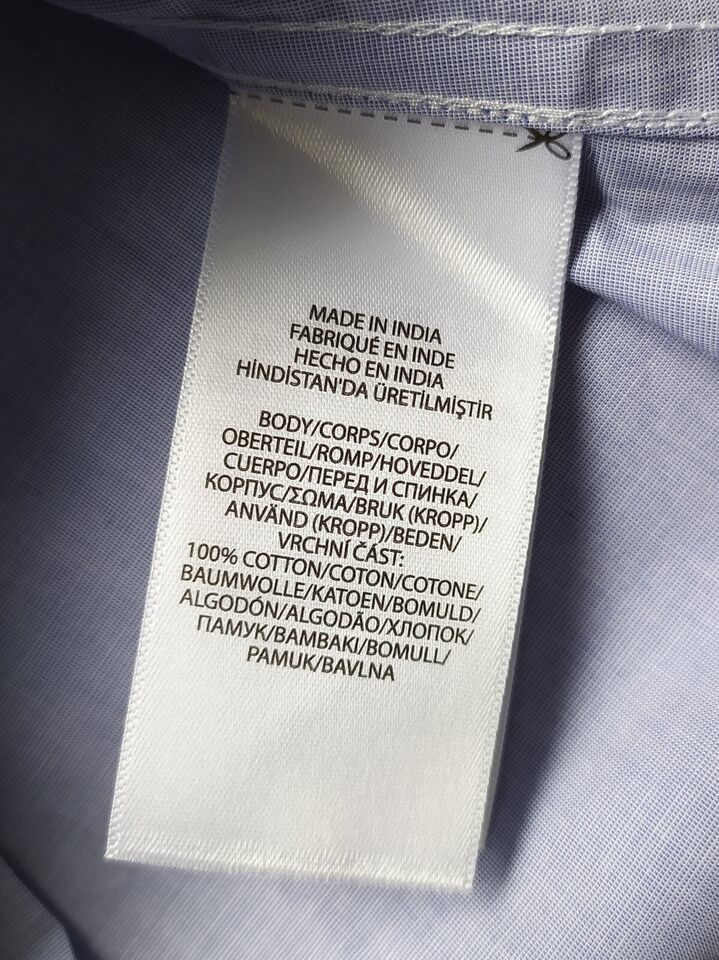 MADE IN INDIA
FABRIQUÉ EN INDE
HECHO EN INDIA
HİNDİSTAN'DA ÜRETİLMİŞTİR
BODY/CORPS/CORPO/
OBERTEIL/ROMP/HOVEDDEL/
CUERPO/ПЕРЕД И СПИНКА/
КОРПУС/ΣΩΜΑ/BRUK (KROPP)/
ANVÄND (KROPP)/BEDEN/
VRCHNÍ ČÁST:
100% COTTON/COTON/COTONE/
BAUMWOLLE/KATOEN/BOMULD/
ALGODÓN/ALGODÃO/ХЛОПОК/
ПАМУК/ΒΑΜΒΑΚΙ/BOMULL/
PAMUK/BAVLNA